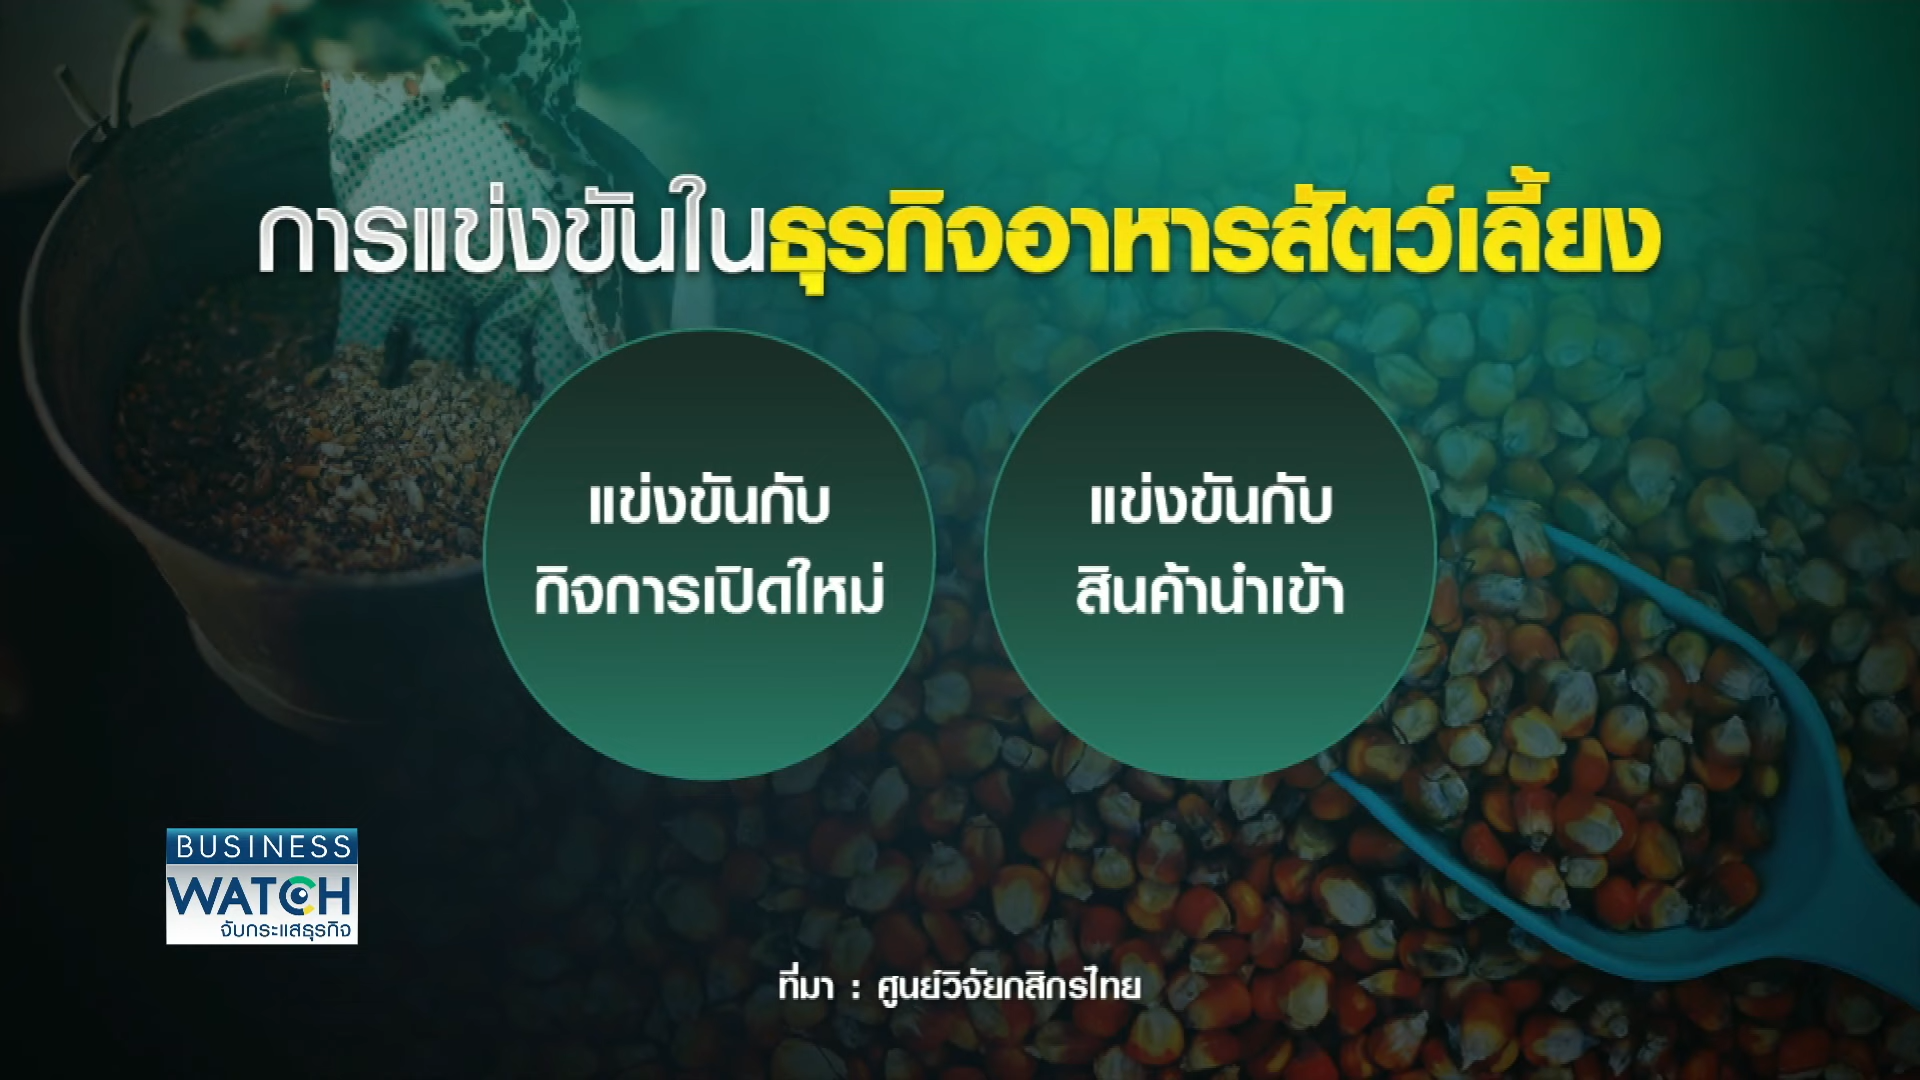 การแข่งขันในธุรกิจอาหารสัตว์เลี้ยง
แข่งขันกับ
กิจการเปิดใหม่
แข่งขันกับ
สินค้านำเข้า
BUSINESS
WATCH
จับกระแสธุรกิจ
ที่มา : ศูนย์วิจัยกสิกรไทย